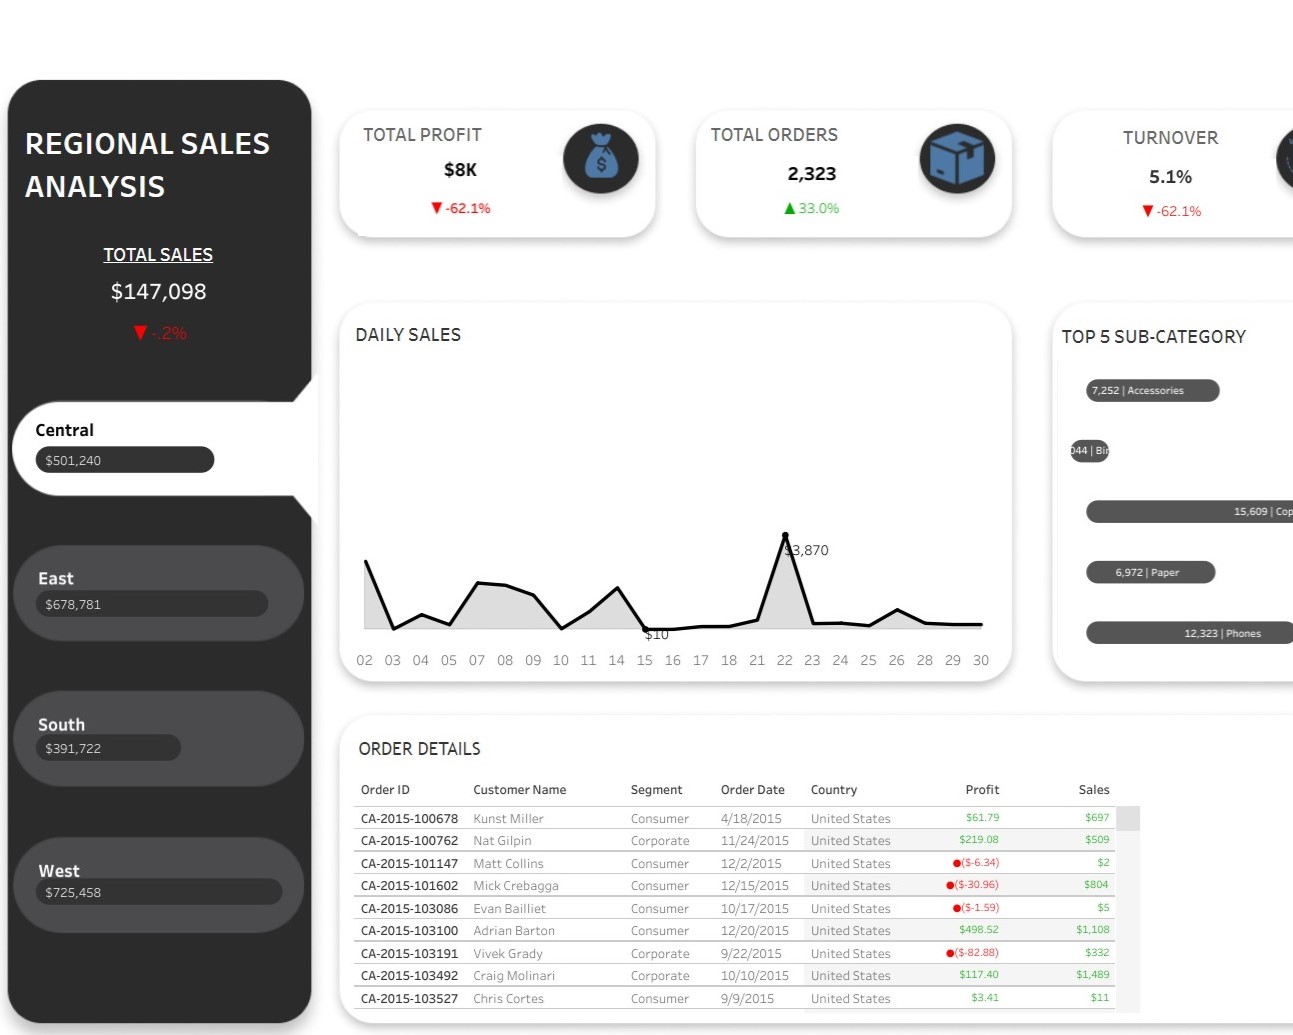 REGIONAL SALES
ANALYSIS
TOTAL SALES
$147,098
▼ -.2%
Central
$501,240
East
$678,781
South
$391,722
West
$725,458
TOTAL PROFIT
$8K
▼ -62.1%
TOTAL ORDERS
2,323
▲ 33.0%
TURNOVER
5.1%
▼ -62.1%
DAILY SALES
$3,870
$10
02 03 04 05 07 08 09 10 11 14 15 16 17 18 21 22 23 24 25 26 28 29 30
TOP 5 SUB-CATEGORY
7,252 | Accessories
044 | Bin
15,609 | Cop
6,972 | Paper
12,323 | Phones
ORDER DETAILS
Order ID Customer Name Segment Order Date Country Profit Sales
CA-2015-100678 Kunst Miller Consumer 4/18/2015 United States $61.79 $697
CA-2015-100762 Nat Gilpin Corporate 11/24/2015 United States $219.08 $509
CA-2015-101147 Matt Collins Consumer 12/2/2015 United States ●($-6.34) $2
CA-2015-101602 Mick Crebagga Consumer 12/15/2015 United States ●($-30.96) $804
CA-2015-103086 Evan Bailliet Consumer 10/17/2015 United States ●($-1.59) $5
CA-2015-103100 Adrian Barton Consumer 12/20/2015 United States $498.52 $1,108
CA-2015-103191 Vivek Grady Corporate 9/22/2015 United States ●($-82.88) $332
CA-2015-103492 Craig Molinari Corporate 10/10/2015 United States $117.40 $1,489
CA-2015-103527 Chris Cortes Consumer 9/9/2015 United States $3.41 $11